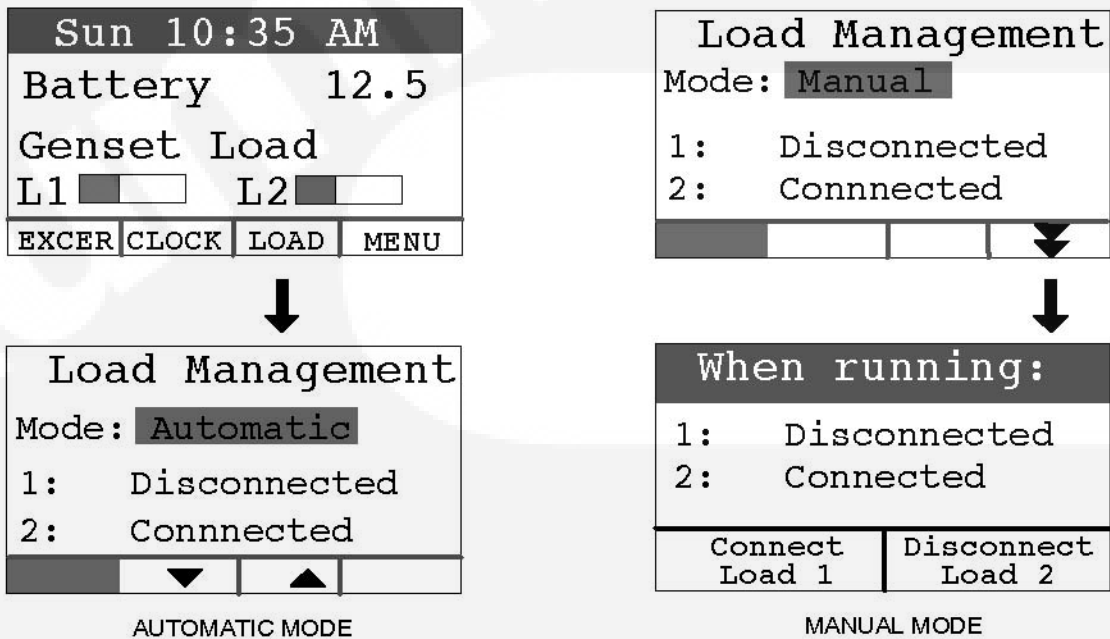 Sun 10:35 AM
Battery 12.5
Genset Load
L1 L2
EXCER CLOCK LOAD MENU
Load Management
Mode: Automatic
1: Disconnected
2: Connnected
AUTOMATIC MODE
Load Management
Mode: Manual
1: Disconnected
2: Connnected
When running:
1: Disconnected
2: Connected
Connect Disconnect
Load 1 Load 2
MANUAL MODE